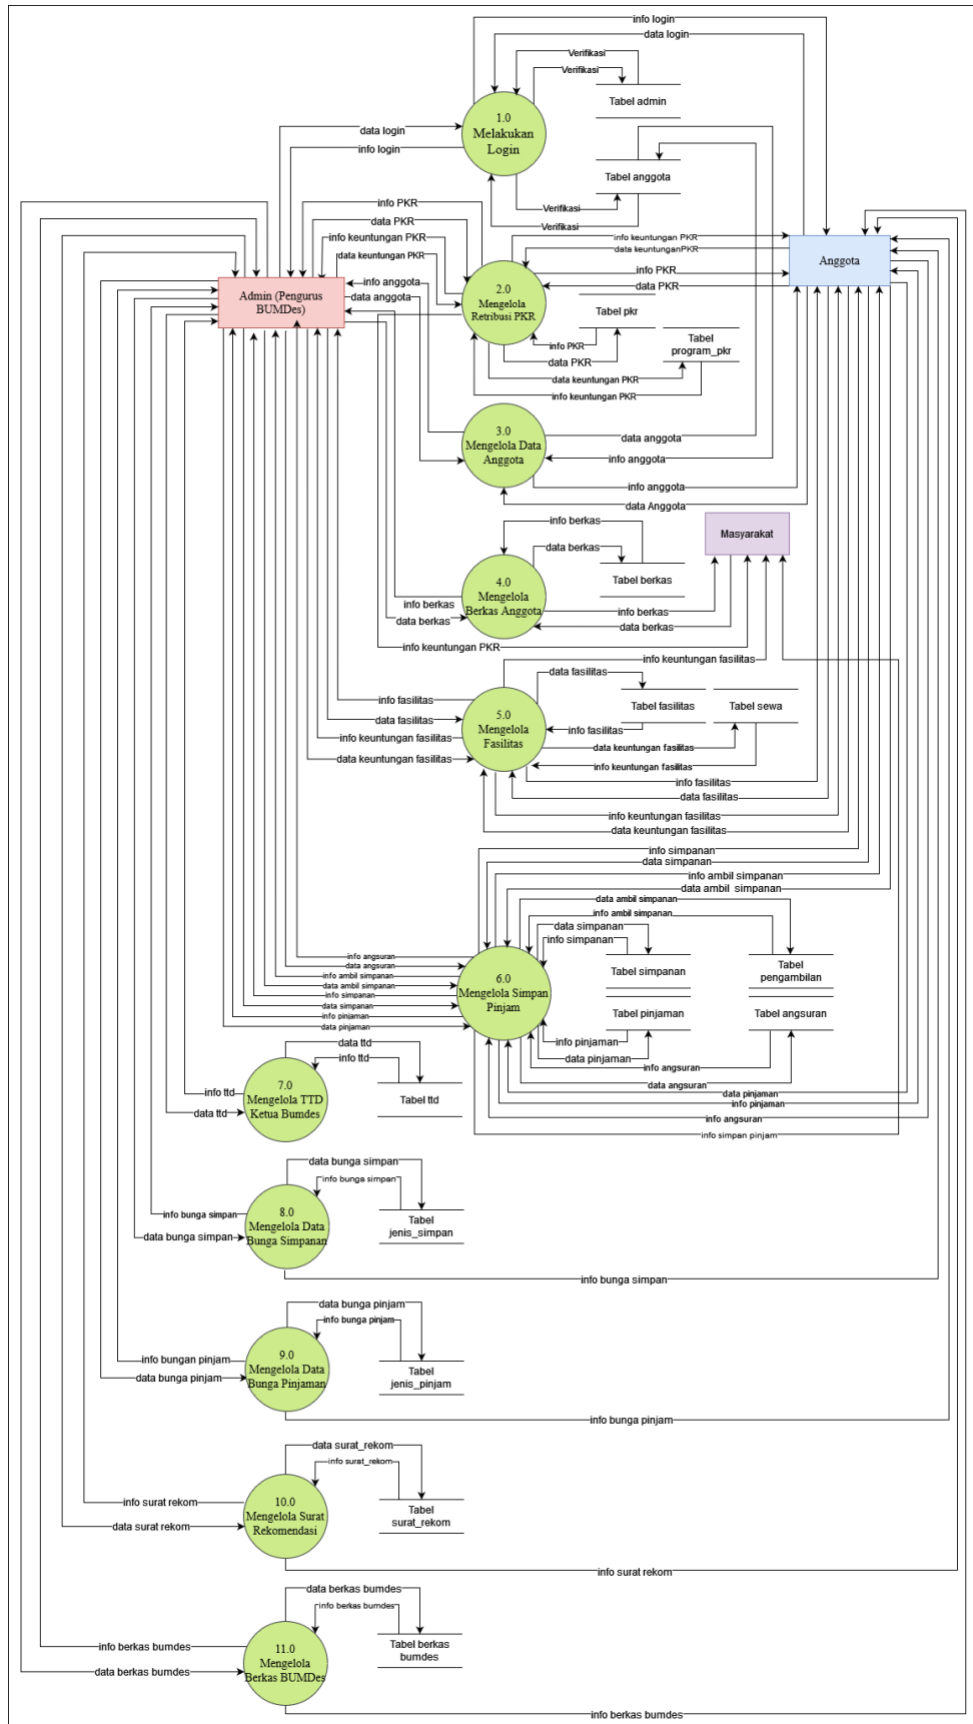 info login
data login
Verifikasi
Verifikasi
Tabel admin
1.0
Melakukan
Login
data login
info login
Tabel anggota
Verifikasi
Verifikasi
info PKR
data PKR
info keuntungan PKR
data keuntungan PKR
info keuntungan PKR
data keuntunganPKR
Anggota
info PKR
data PKR
info anggota
data anggota
Admin (Pengurus
BUMDes)
2.0
Mengelola
Retribusi PKR
Tabel pkr
info PKR
data PKR
Tabel
program_pkr
data keuntungan PKR
info keuntungan PKR
3.0
Mengelola Data
Anggota
data anggota
info anggota
info anggota
data Anggota
Masyarakat
info berkas
data berkas
Tabel berkas
4.0
Mengelola
Berkas Anggota
info berkas
data berkas
info berkas
data berkas
info keuntungan PKR
info keuntungan fasilitas
data fasilitas
info fasilitas
data fasilitas
info keuntungan fasilitas
data keuntungan fasilitas
5.0
Mengelola
Fasilitas
Tabel fasilitas
Tabel sewa
info fasilitas
data keuntungan fasilitas
info keuntungan fasilitas
info fasilitas
data fasilitas
info keuntungan fasilitas
data keuntungan fasilitas
info simpanan
data simpanan
info ambil simpanan
data ambil simpanan
data ambil simpanan
info ambil simpanan
data simpanan
info simpanan
info angsuran
data angsuran
info ambil simpanan
data ambil simpanan
info simpanan
data simpanan
info pinjaman
data pinjaman
6.0
Mengelola Simpan
Pinjam
Tabel simpanan
Tabel
pengambilan
Tabel pinjaman
Tabel angsuran
info pinjaman
data pinjaman
info angsuran
data angsuran
data pinjaman
info pinjaman
info angsuran
info simpan pinjam
data ttd
info ttd
info ttd
data ttd
7.0
Mengelola TTD
Ketua Bumdes
Tabel ttd
data bunga simpan
info bunga simpan
info bunga simpan
data bunga simpan
8.0
Mengelola Data
Bunga Simpanan
Tabel
jenis_simpan
info bunga simpan
data bunga pinjam
info bunga pinjam
info bungan pinjam
data bunga pinjam
9.0
Mengelola Data
Bunga Pinjaman
Tabel
jenis_pinjam
info bunga pinjam
data surat_rekom
info surat_rekom
info surat rekom
data surat rekom
10.0
Mengelola Surat
Rekomendasi
Tabel
surat_rekom
info surat rekom
data berkas bumdes
info berkas bumdes
info berkas bumdes
data berkas bumdes
11.0
Mengelola
Berkas BUMDes
Tabel berkas
bumdes
info berkas bumdes